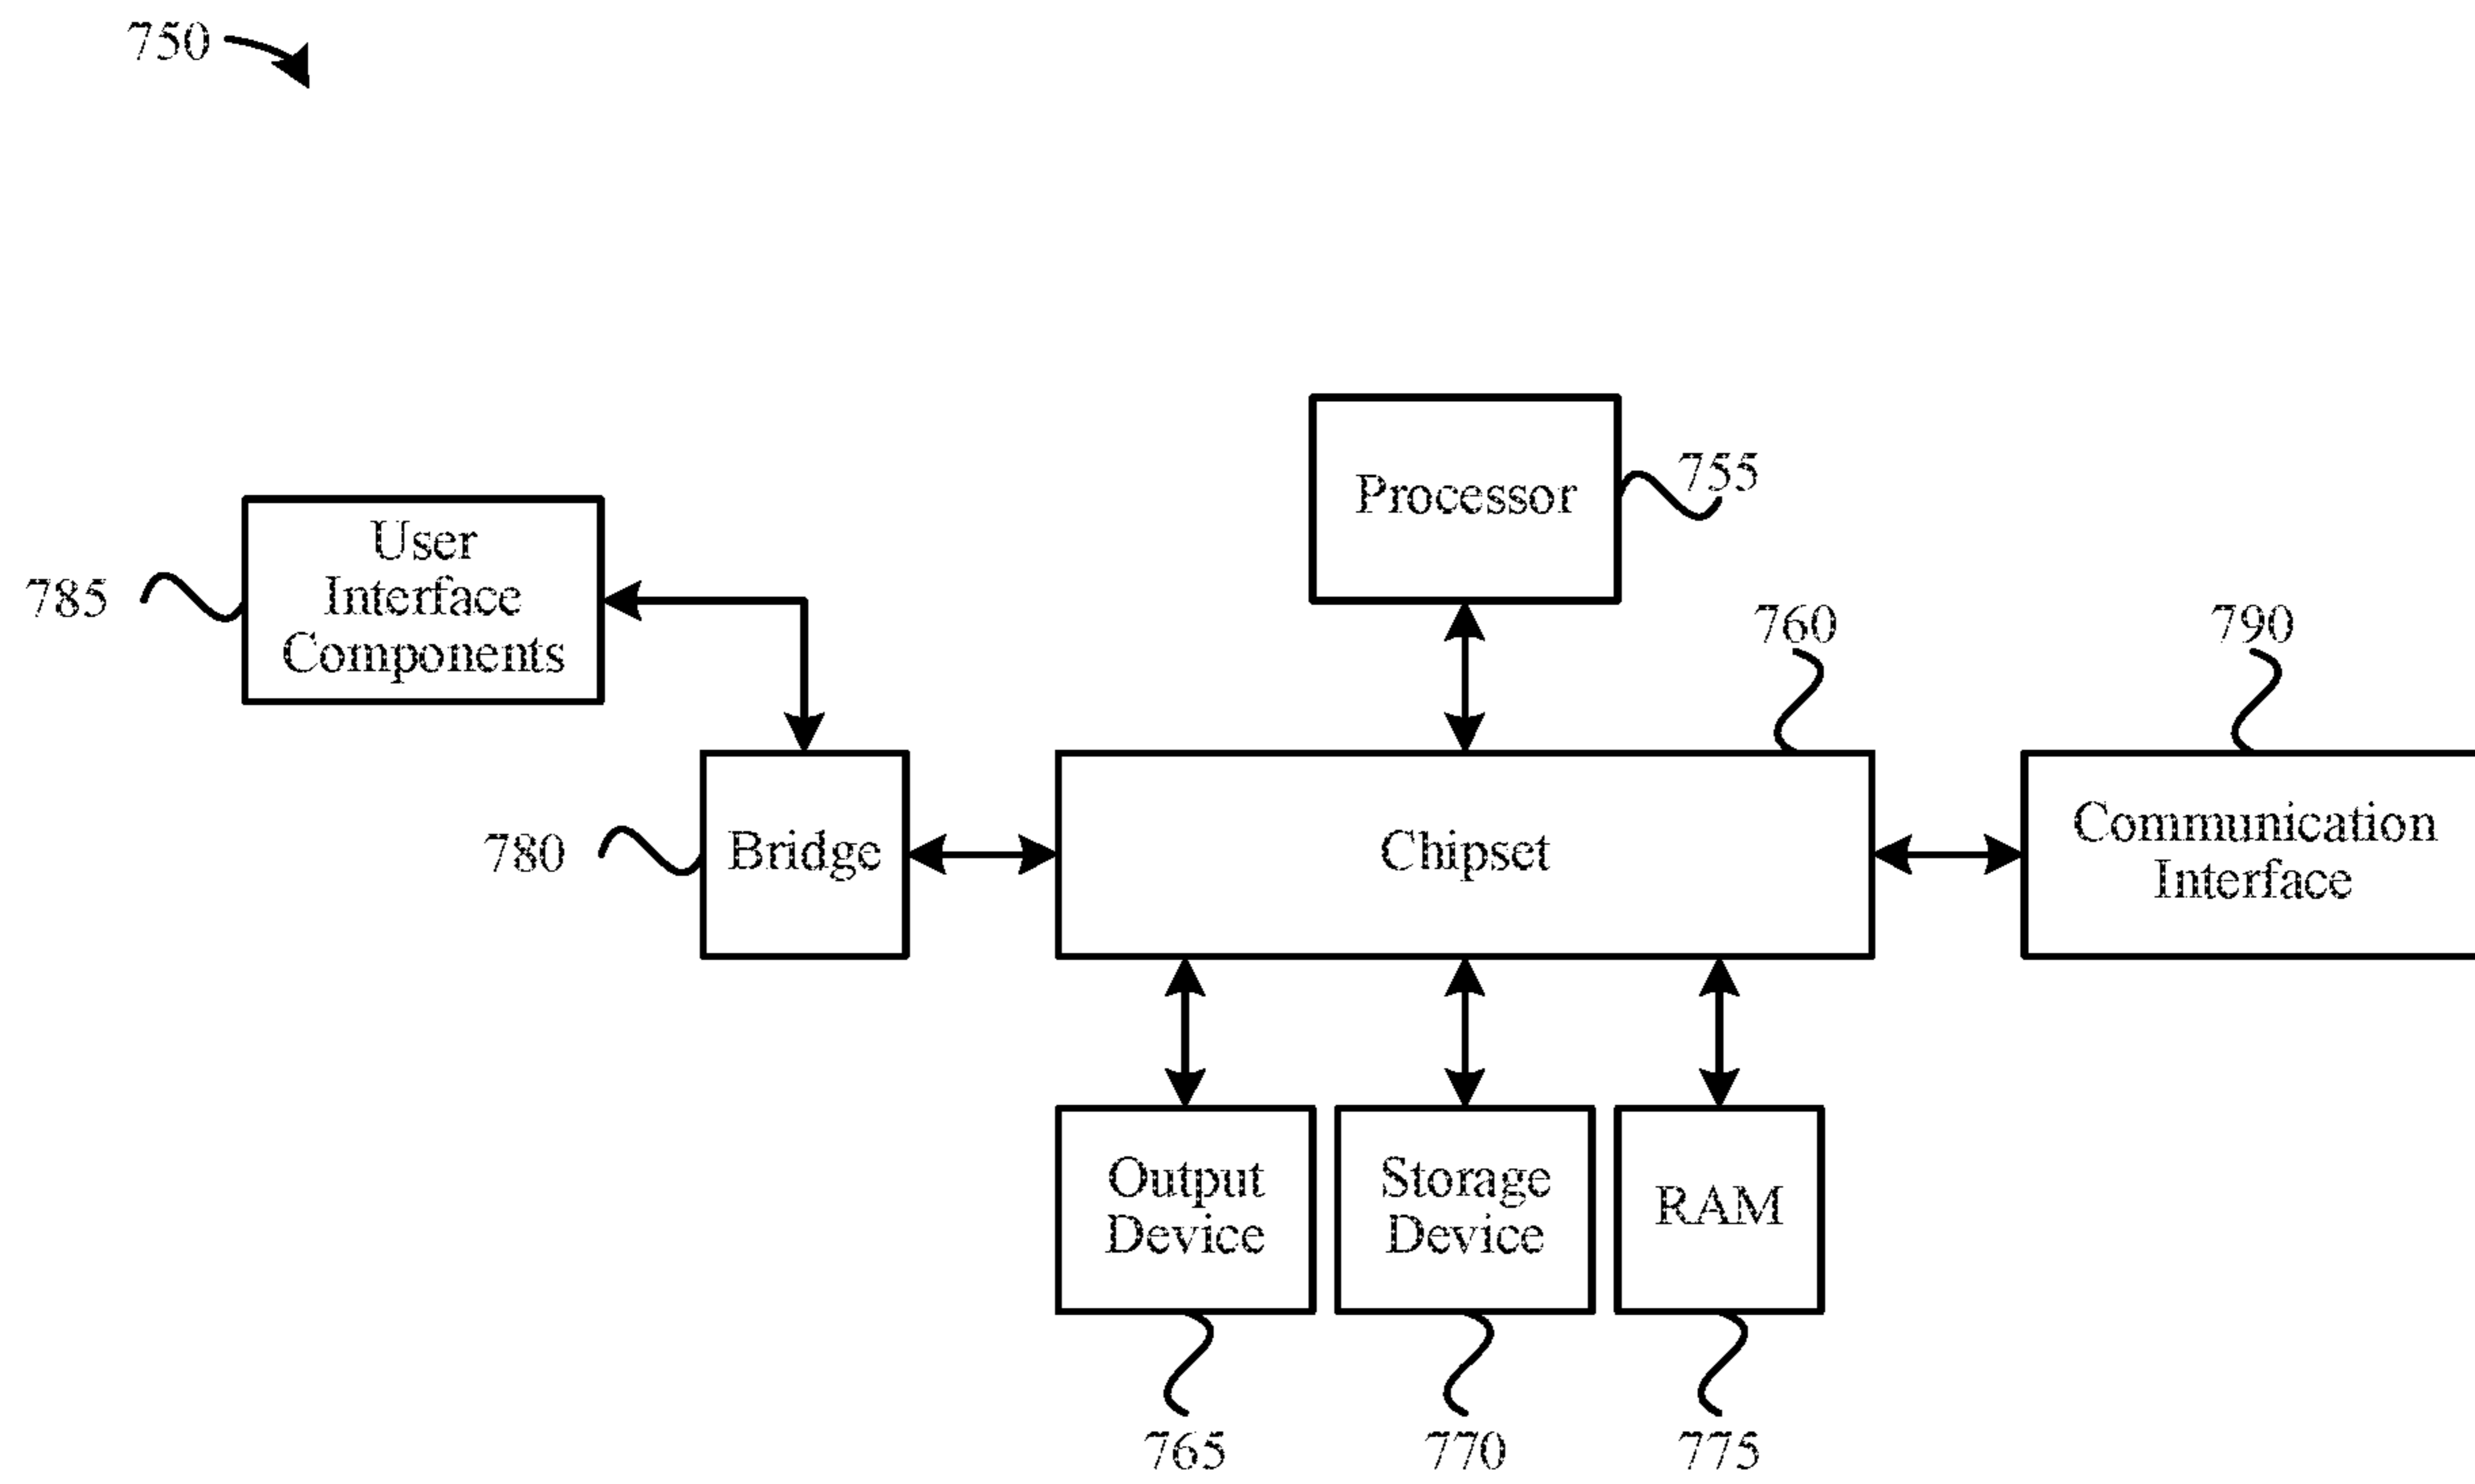 750
Processor
755
User
Interface
Components
785
760
790
780
Bridge
Chipset
Communication
Interface
Output
Device
Storage
Device
RAM
765
770
775